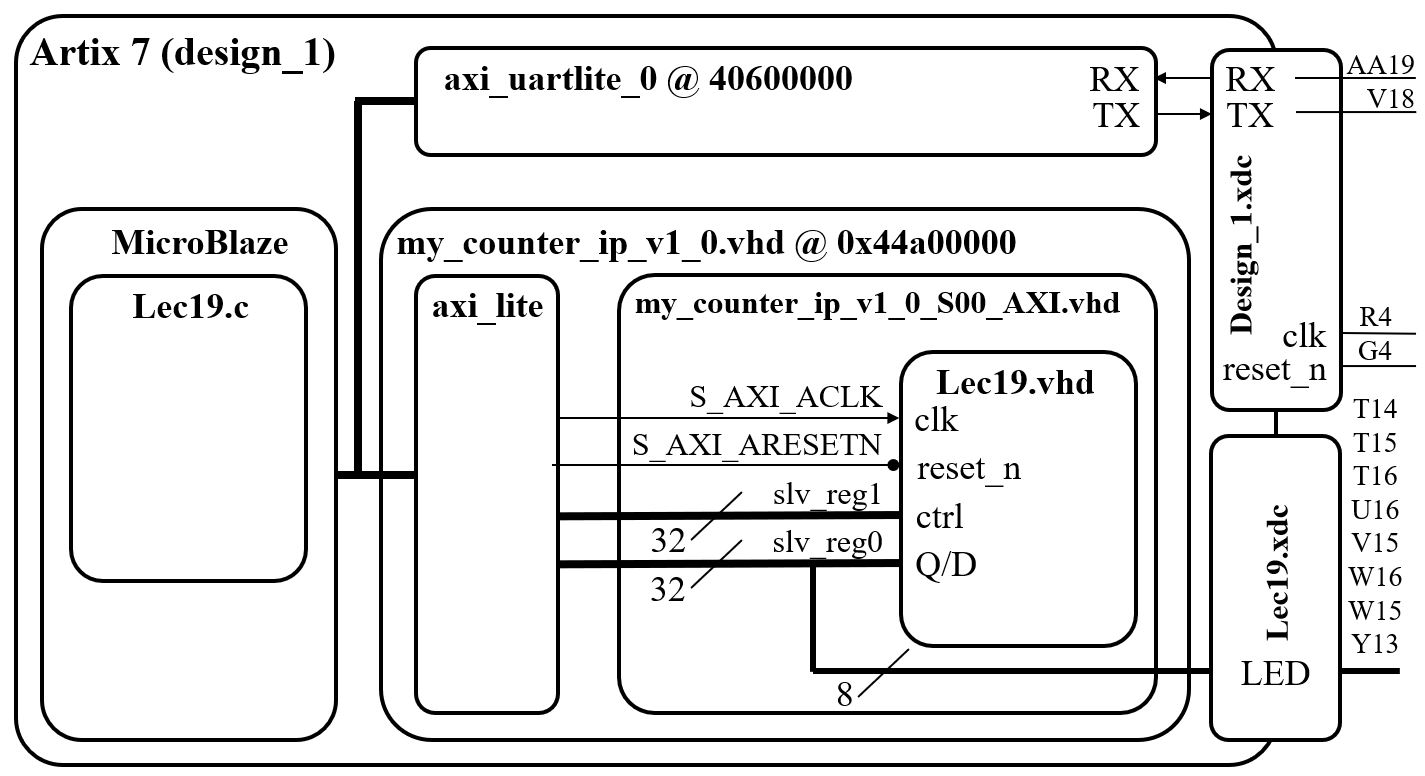 Artix 7 (design_1)
axi_uartlite_0 @ 40600000
RX
TX
RX
TX
AA19
V18
Design_1.xdc
clk
reset_n
R4
G4
MicroBlaze
Lec19.c
my_counter_ip_v1_0.vhd @ 0x44a00000
axi_lite
my_counter_ip_v1_0_S00_AXI.vhd
Lec19.vhd
S_AXI_ACLK
clk
S_AXI_ARESETN
reset_n
slv_reg1
32
ctrl
slv_reg0
32
Q/D
8
Lec19.xdc
LED
T14
T15
T16
U16
V15
W16
W15
Y13